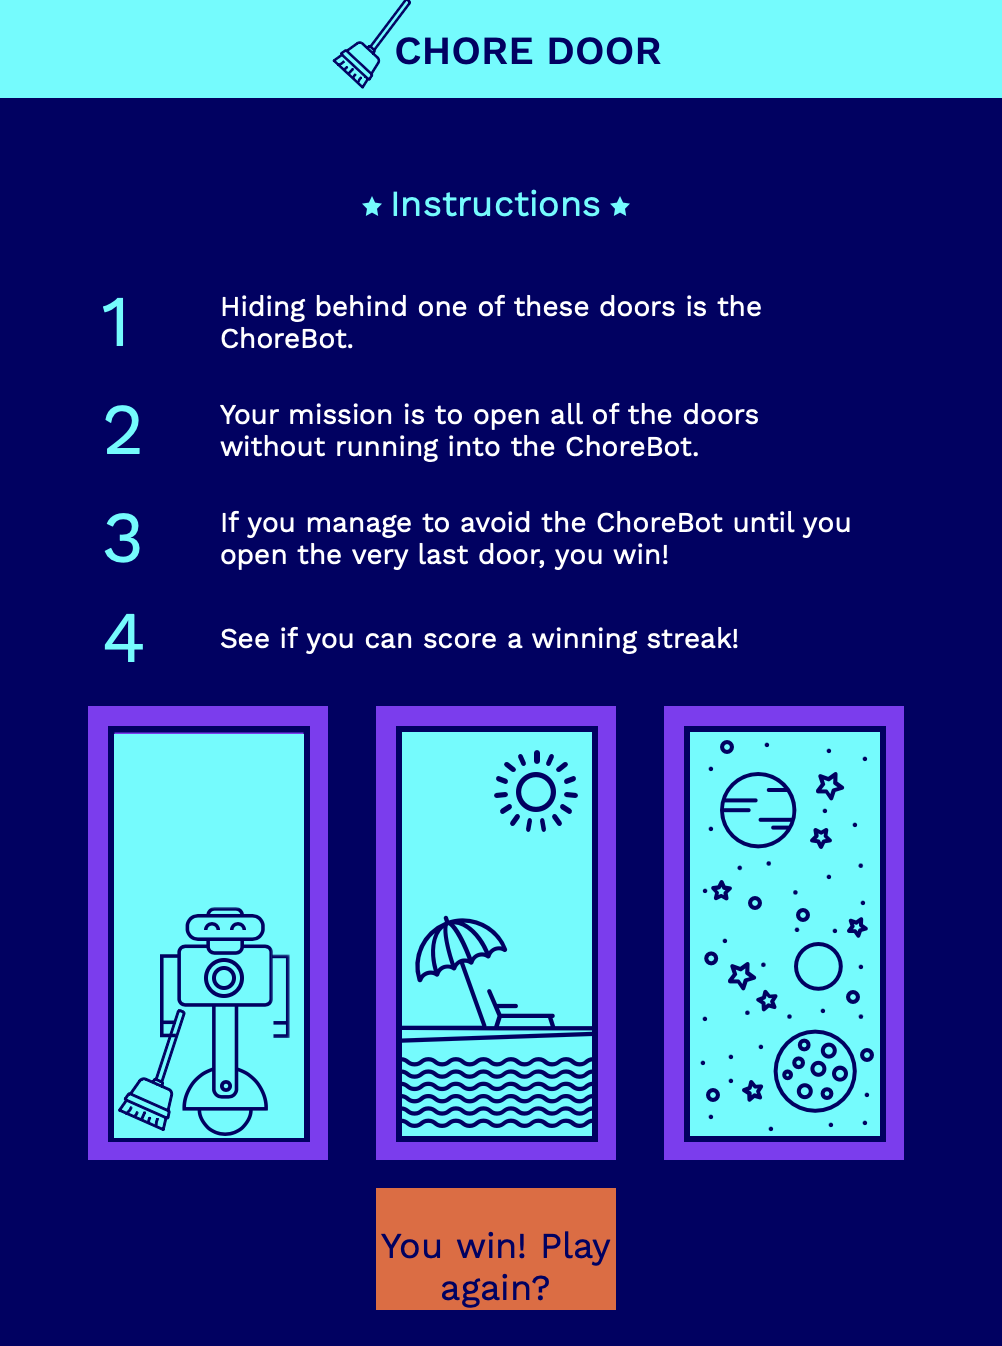 CHORE DOOR
Instructions
1
Hiding behind one of these doors is the
ChoreBot.
2
Your mission is to open all of the doors
without running into the ChoreBot.
3
If you manage to avoid the ChoreBot until you
open the very last door, you win!
4
See if you can score a winning streak!
You win! Play
again?